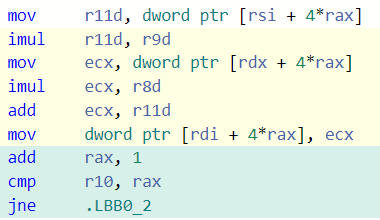 mov r11d, dword ptr [rsi + 4*rax]
imul r11d, r9d
mov ecx, dword ptr [rdx + 4*rax]
imul ecx, r8d
add ecx, r11d
mov dword ptr [rdi + 4*rax], ecx
add rax, 1
cmp r10, rax
jne .LBB0_2